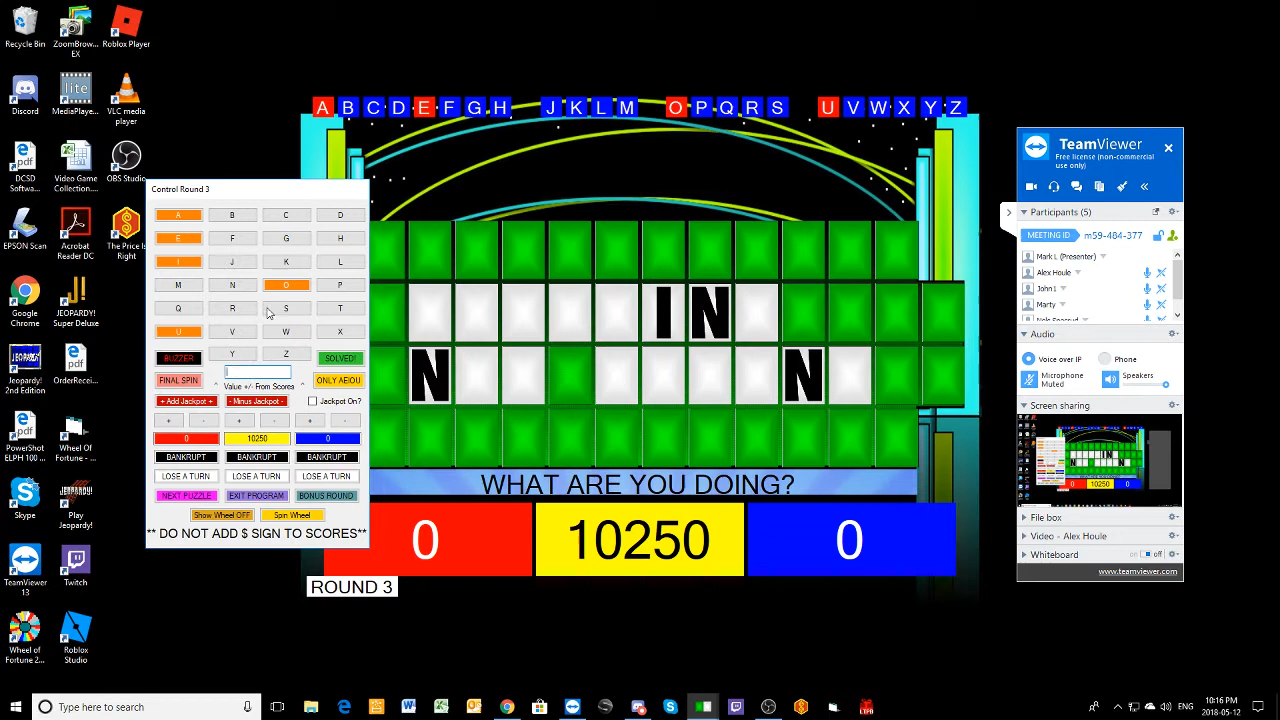 Recycle Bin
ZoomBrow... EX
Roblox Player
Discord
lite
MediaPlaye...
VLC media player
pdf
DCSD Softwa...
Video Game Collection...
OBS Studio
EPSON Scan
Acrobat Reader DC
The Price Is Right
Google Chrome
JEOPARDY! Super Deluxe
JEOPARDY!
Jeopardy! 2nd Edition
pdf
OrderRecei...
PowerShot ELPH 100 ...
Wheel Of Fortune - ...
Skype
Play Jeopardy!
TeamViewer 13
Twitch
Wheel of Fortune 2...
Roblox Studio
Control Round 3
A B C D
E F G H
I J K L
M N O P
Q R S T
U V W X
BUZZER Y Z SOLVED!
FINAL SPIN ^ Value +/- From Scores ^ ONLY AEIOU
+ Add Jackpot + - Minus Jackpot - Jackpot On?
+ - + - + -
0 10250 0
BANKRUPT BANKRUPT BANKRUPT
LOSE A TURN LOSE A TURN LOSE A TURN
NEXT PUZZLE EXIT PROGRAM BONUS ROUND
Show Wheel OFF Spin Wheel
** DO NOT ADD $ SIGN TO SCORES**
A B C D E F G H J K L M O P Q R S U V W X Y Z
I N
N N
WHAT ARE YOU DOING?
0 10250 0
ROUND 3
TeamViewer
Free license (non-commercial use only)
Participants (5)
MEETING ID m59-484-377
Mark L (Presenter)
Alex Houle
John1
Marty
Audio
Voice over IP Phone
Microphone Muted Speakers
Screen sharing
File box
Video - Alex Houle
Whiteboard on off
www.teamviewer.com
Type here to search
10:16 PM
2018-05-12